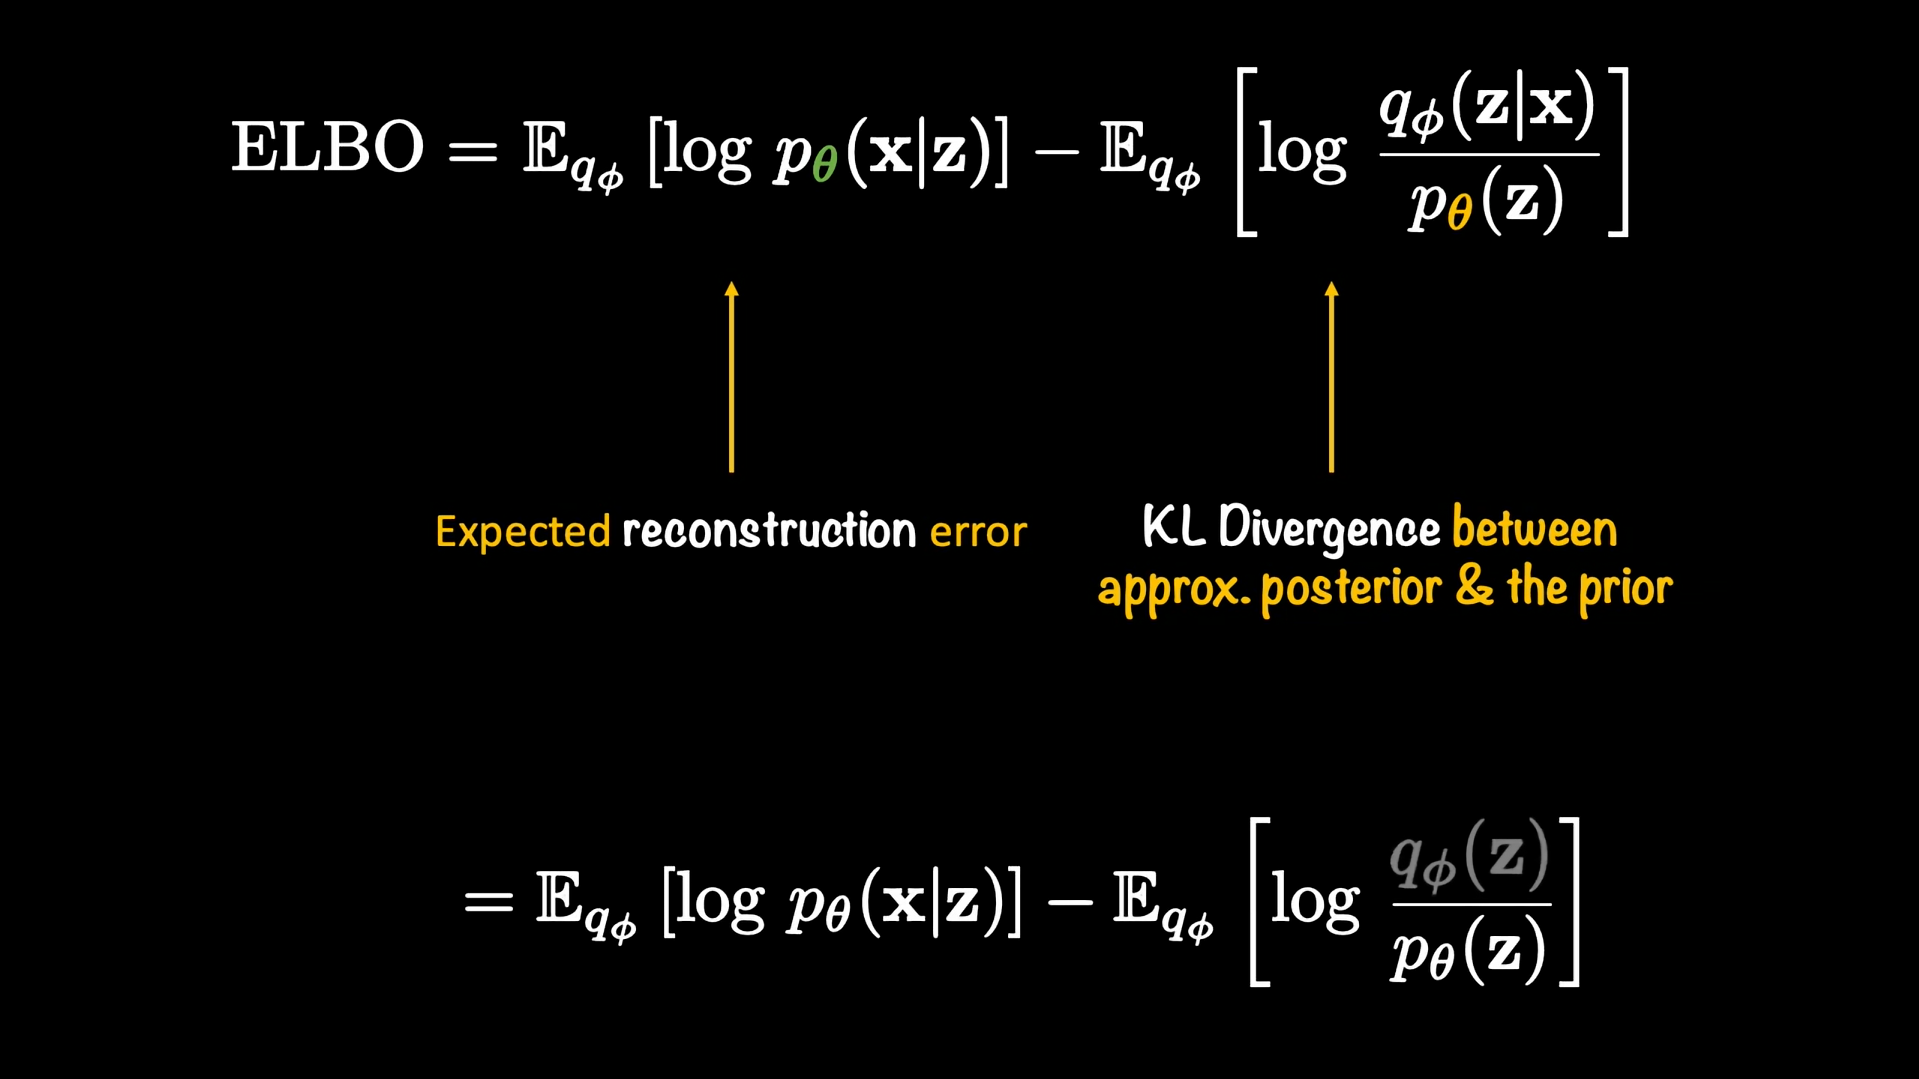 ELBO = 𝔼_{q_ϕ} [log p_θ(𝐱|𝐳)] − 𝔼_{q_ϕ} [log q_ϕ(𝐳|𝐱) / p_θ(𝐳)]
Expected reconstruction error
KL Divergence between
approx. posterior & the prior
= 𝔼_{q_ϕ} [log p_θ(𝐱|𝐳)] − 𝔼_{q_ϕ} [log q_ϕ(𝐳) / p_θ(𝐳)]